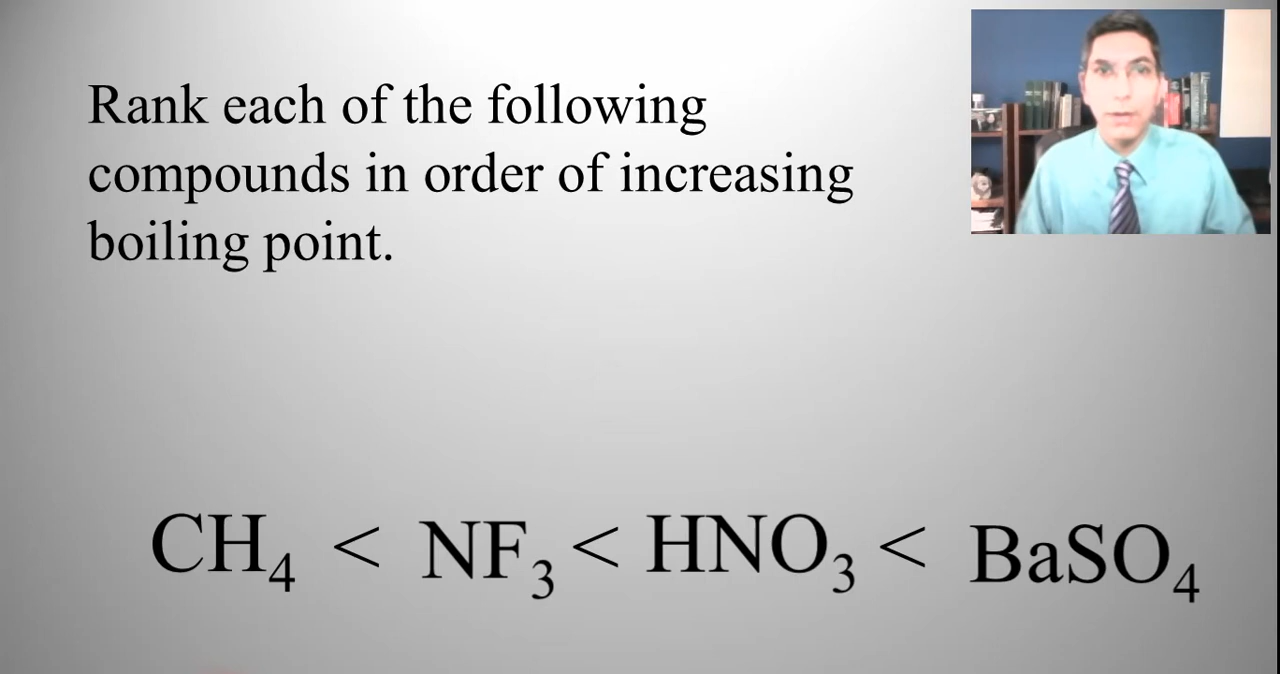 Rank each of the following
compounds in order of increasing
boiling point.
CH₄ < NF₃ < HNO₃ < BaSO₄